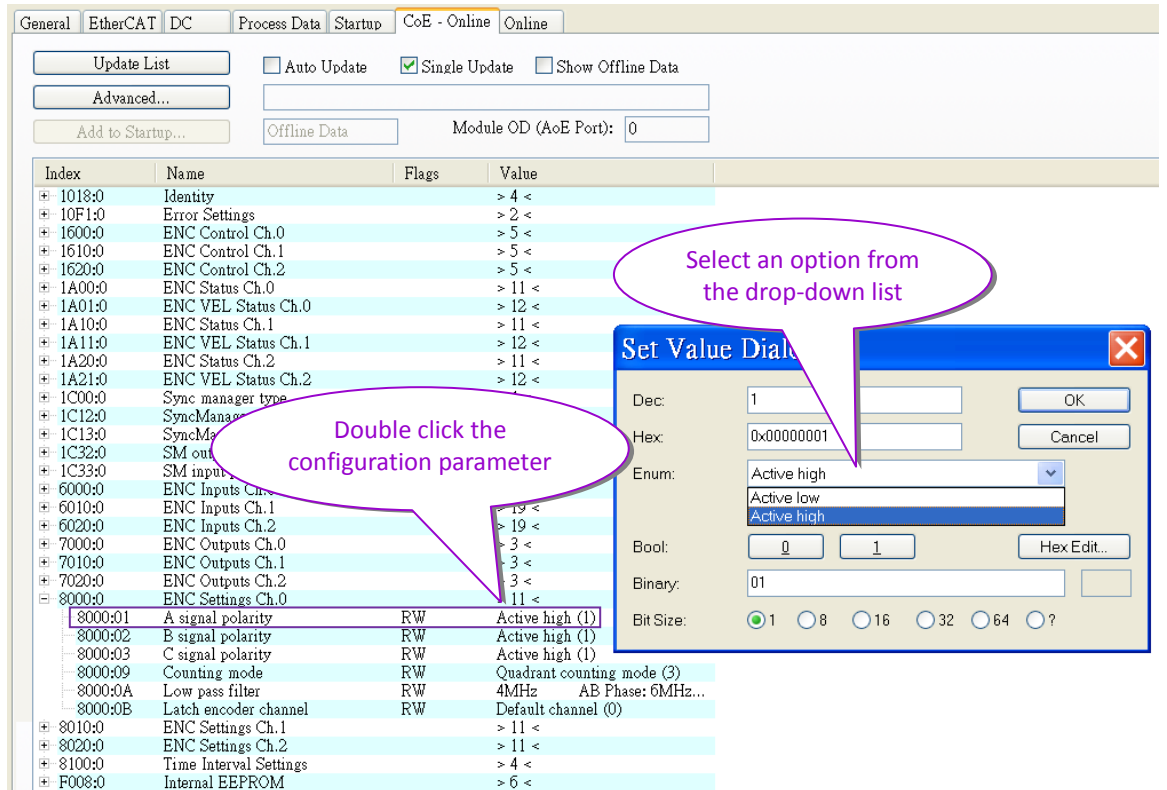 General EtherCAT DC Process Data Startup CoE - Online Online
Update List Auto Update Single Update Show Offline Data
Advanced...
Add to Startup... Offline Data Module OD (AoE Port): 0
Index Name Flags Value
1018:0 Identity > 4 <
10F1:0 Error Settings > 2 <
1600:0 ENC Control Ch.0 > 5 <
1610:0 ENC Control Ch.1 > 5 <
1620:0 ENC Control Ch.2 > 5 <
1A00:0 ENC Status Ch.0 > 11 <
1A01:0 ENC VEL Status Ch.0 > 12 <
1A10:0 ENC Status Ch.1 > 11 <
1A11:0 ENC VEL Status Ch.1 > 12 <
1A20:0 ENC Status Ch.2 > 11 <
1A21:0 ENC VEL Status Ch.2 > 12 <
1C00:0 Sync manager type
1C12:0 SyncManager
1C13:0
1C32:0 SM
1C33:0 SM input
6000:0 ENC Inputs
6010:0 ENC Inputs Ch.1 > 19 <
6020:0 ENC Inputs Ch.2 > 19 <
7000:0 ENC Outputs Ch.0 > 3 <
7010:0 ENC Outputs Ch.1 > 3 <
7020:0 ENC Outputs Ch.2 > 3 <
8000:0 ENC Settings Ch.0 11 <
8000:01 A signal polarity RW Active high (1)
8000:02 B signal polarity RW Active high (1)
8000:03 C signal polarity RW Active high (1)
8000:09 Counting mode RW Quadrant counting mode (3)
8000:0A Low pass filter RW 4MHz AB Phase: 6MHz...
8000:0B Latch encoder channel RW Default channel (0)
8010:0 ENC Settings Ch.1 > 11 <
8020:0 ENC Settings Ch.2 > 11 <
8100:0 Time Interval Settings > 4 <
F008:0 Internal EEPROM > 6 <
Double click the
configuration parameter
Select an option from
the drop-down list
Set Value
Dec: 1 OK
Hex: 0x00000001 Cancel
Enum: Active high
Active low
Active high
Bool: 0 1 Hex Edit...
Binary: 01
Bit Size: 1 8 16 32 64 ?